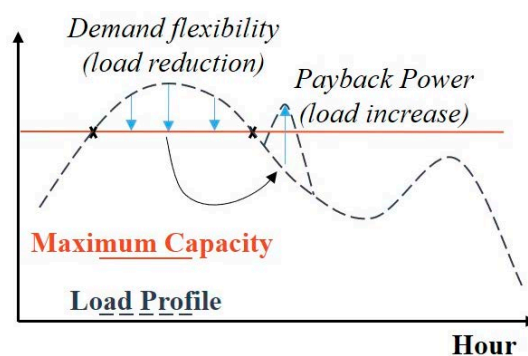 Demand flexibility
(load reduction)
Payback Power
(load increase)
Maximum Capacity
Load Profile
Hour